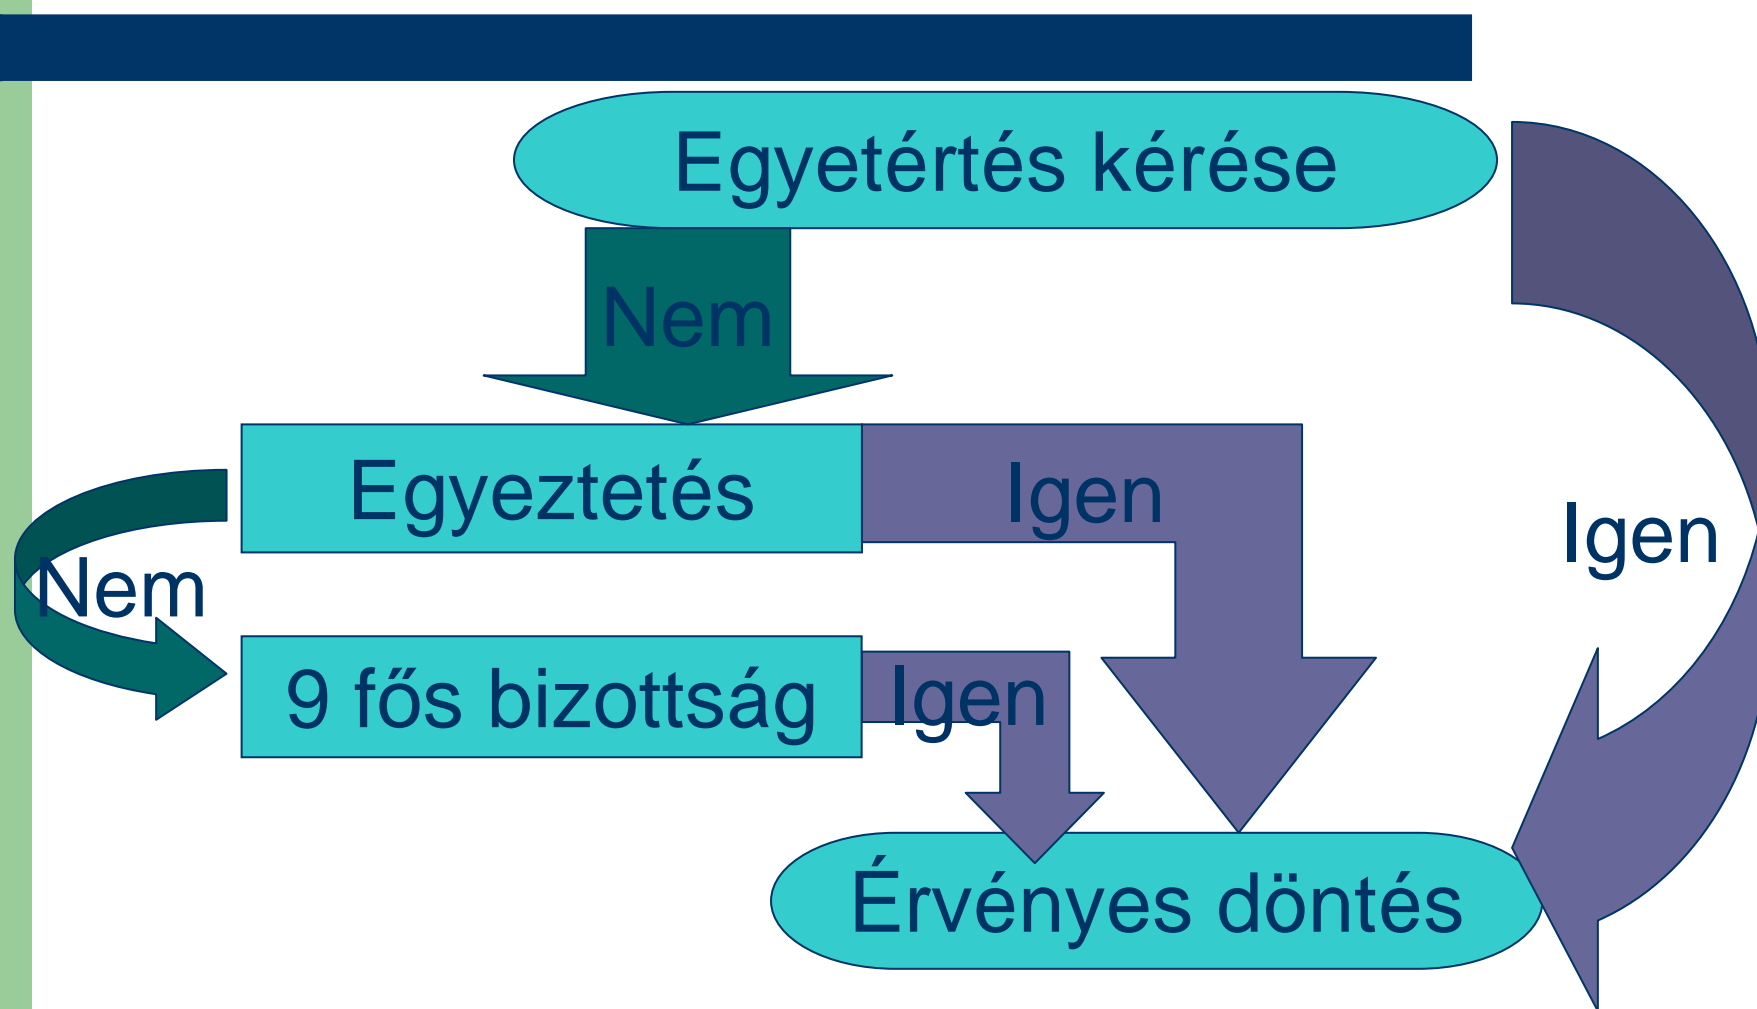 Egyetértés kérése
Nem
Egyeztetés
Igen
Igen
Nem
9 fős bizottság
Igen
Érvényes döntés